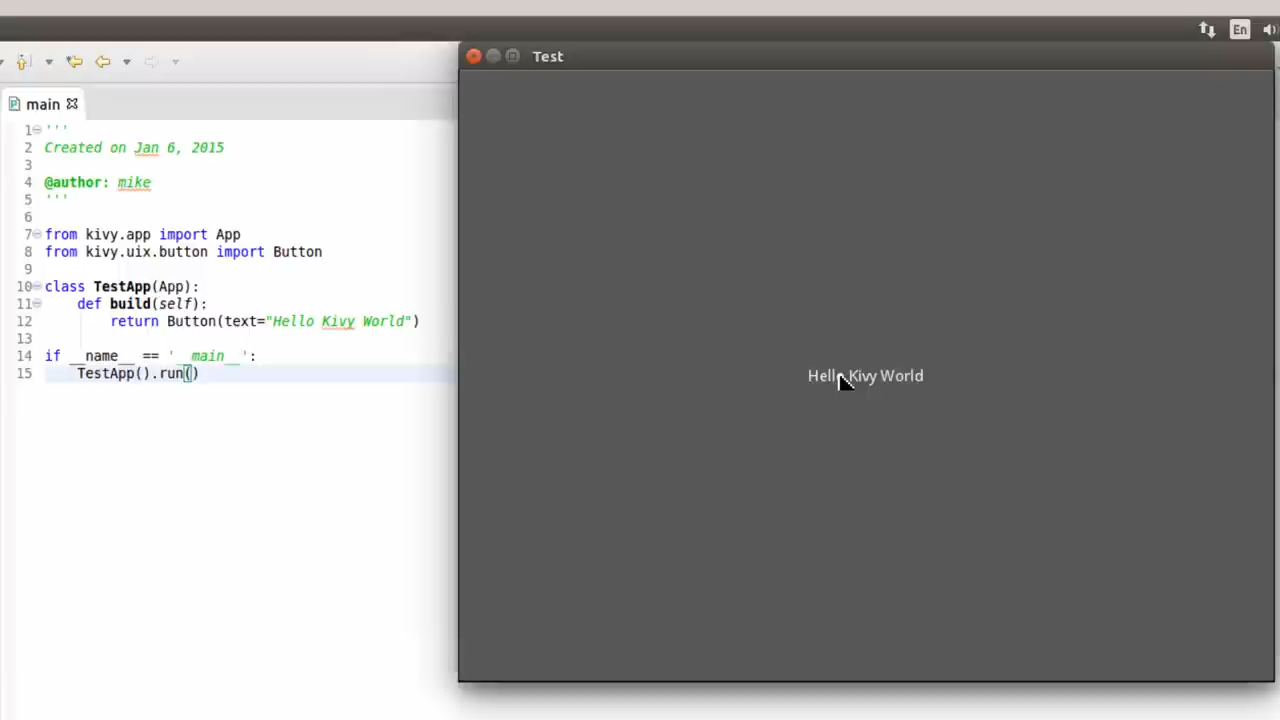 En
Test
main
1 '''
2 Created on Jan 6, 2015
3
4 @author: mike
5 '''
6
7 from kivy.app import App
8 from kivy.uix.button import Button
9
10 class TestApp(App):
11     def build(self):
12         return Button(text="Hello Kivy World")
13
14 if __name__ == '__main__':
15     TestApp().run()
Hello Kivy World